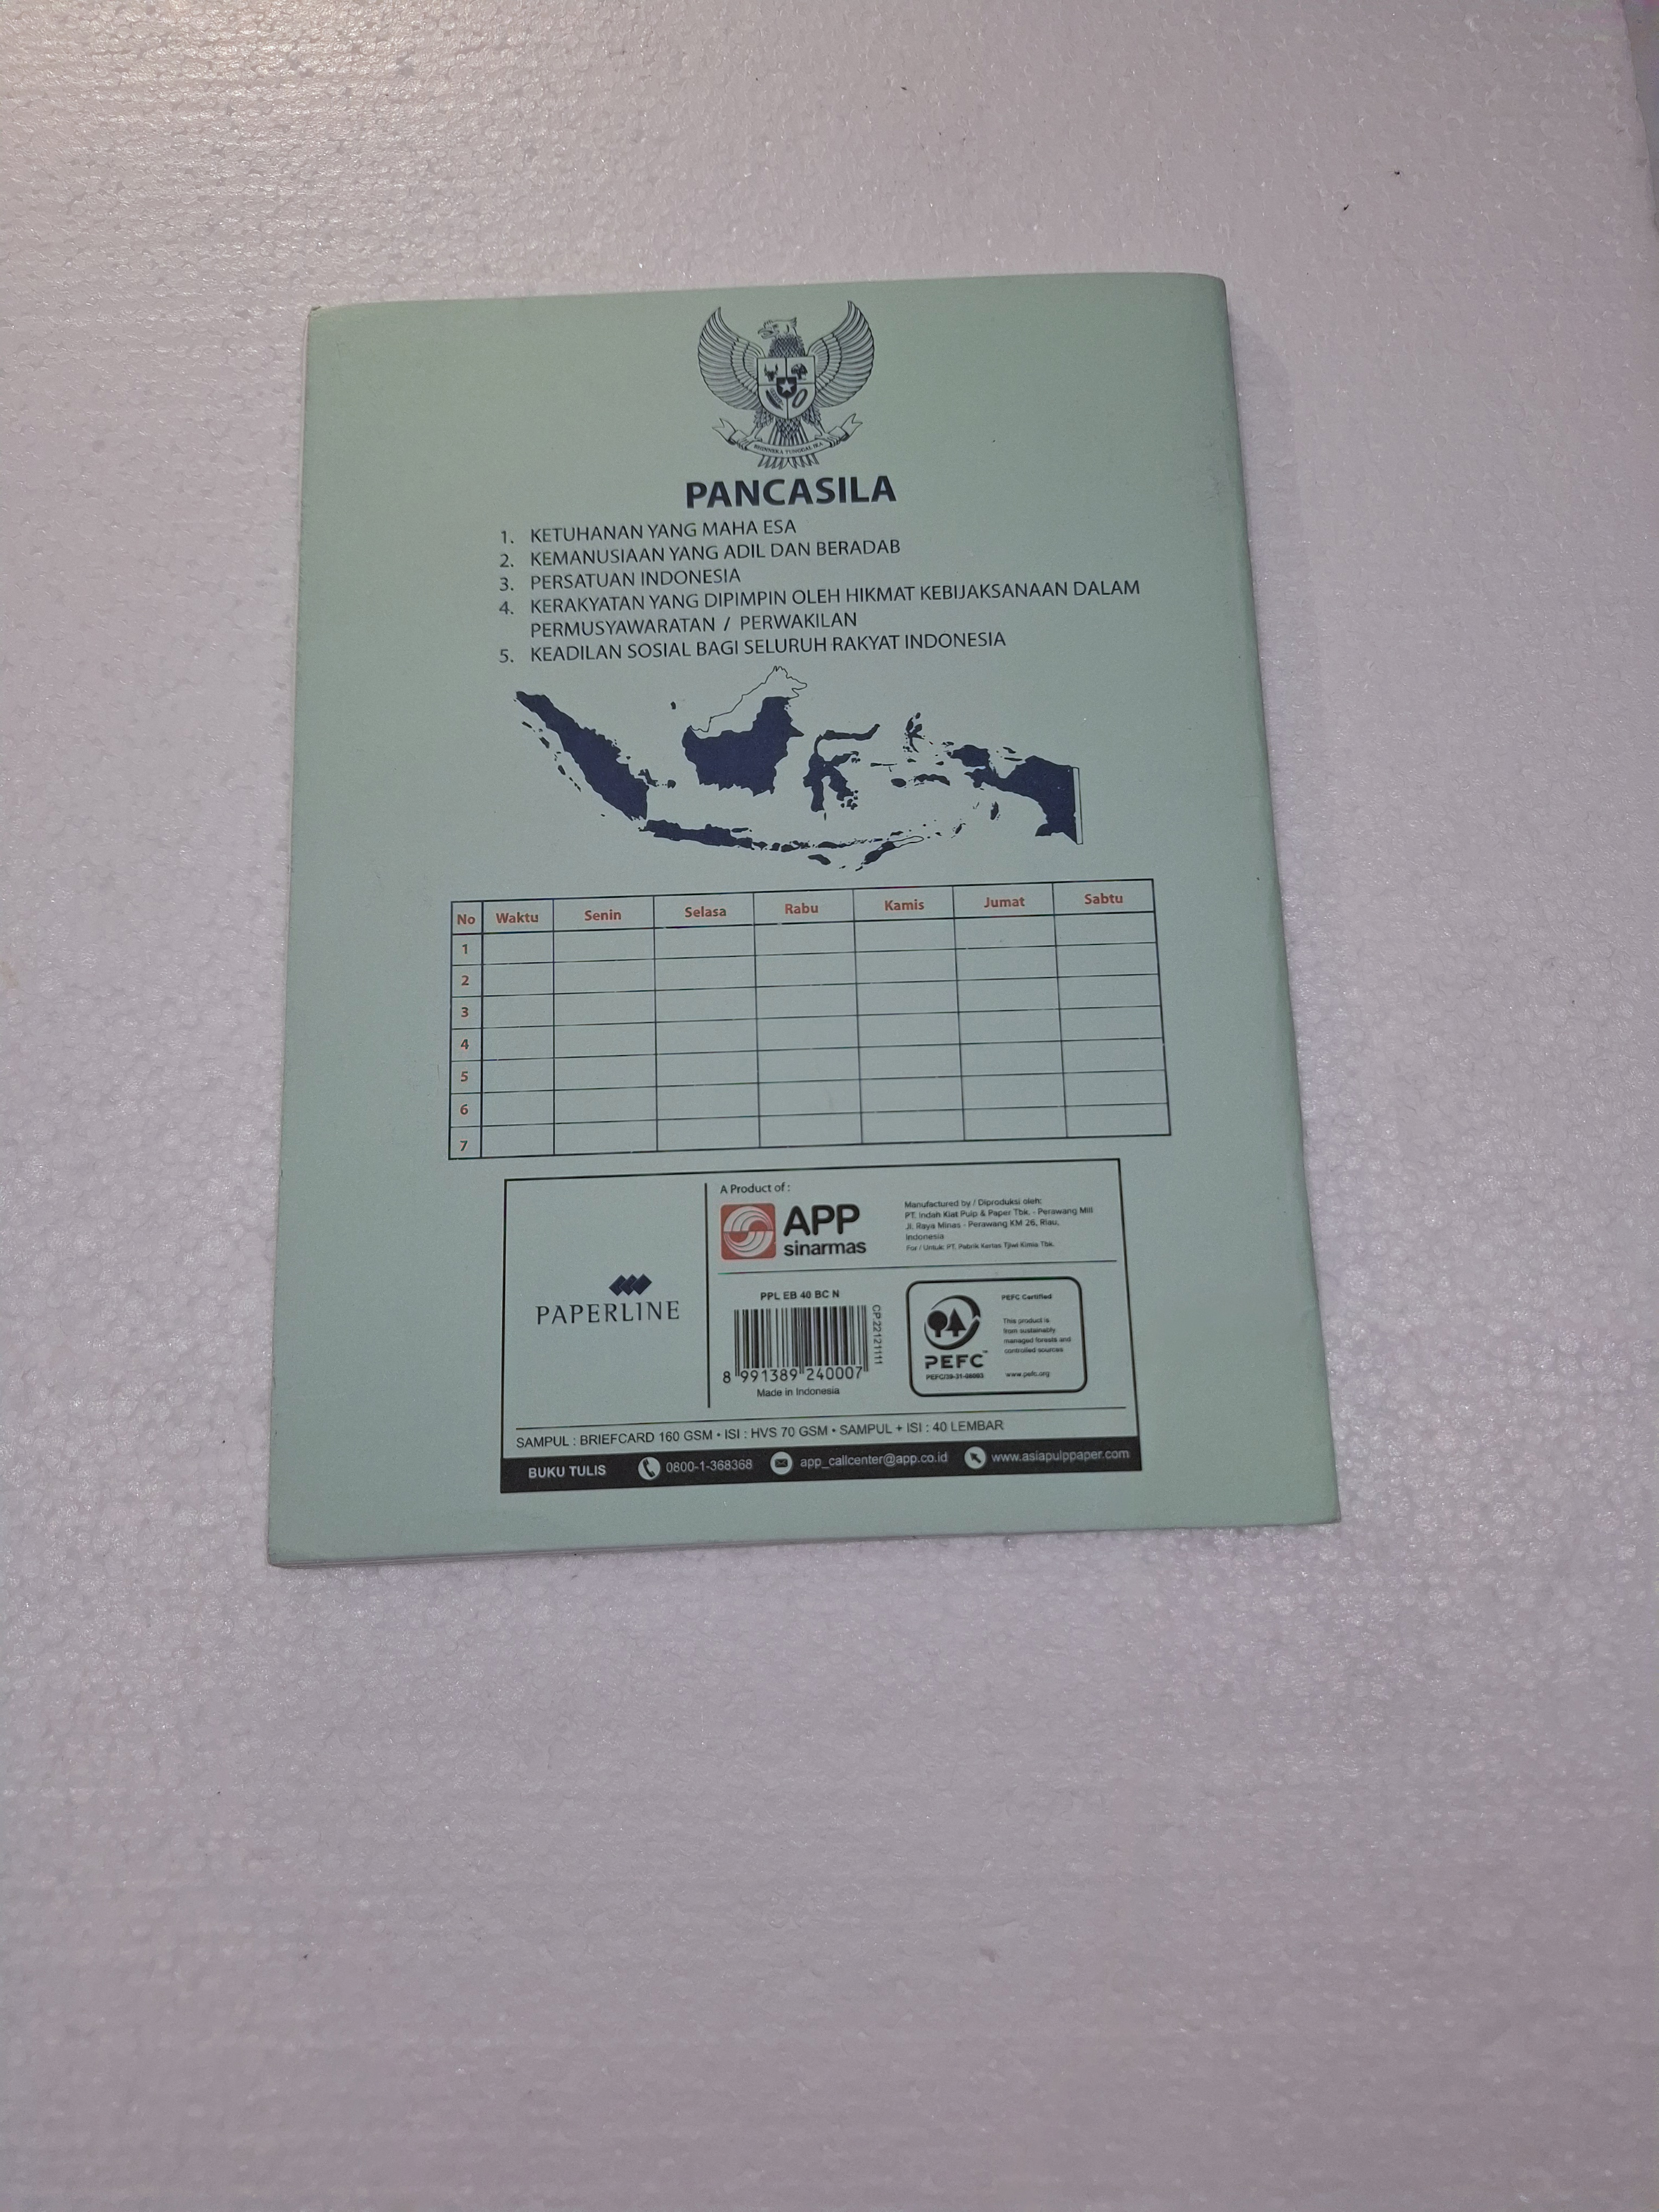 BHINNEKA TUNGGAL IKA
PANCASILA
1. KETUHANAN YANG MAHA ESA
2. KEMANUSIAAN YANG ADIL DAN BERADAB
3. PERSATUAN INDONESIA
4. KERAKYATAN YANG DIPIMPIN OLEH HIKMAT KEBIJAKSANAAN DALAM
PERMUSYAWARATAN / PERWAKILAN
5. KEADILAN SOSIAL BAGI SELURUH RAKYAT INDONESIA
No Waktu Senin Selasa Rabu Kamis Jumat Sabtu
1
2
3
4
5
6
7
PAPERLINE
A Product of :
APP
sinarmas
Manufactured by / Diproduksi oleh:
PT. Indah Kiat Pulp & Paper Tbk. - Perawang Mill
Jl. Raya Minas - Perawang KM 26, Riau,
Indonesia
For / Untuk: PT. Pabrik Kertas Tjiwi Kimia Tbk.
PPL EB 40 BC N
CP 22121111
8 991389 240007
Made in Indonesia
PEFC™
PEFC Certified
This product is
from sustainably
managed forests and
controlled sources
www.pefc.org
SAMPUL : BRIEFCARD 160 GSM • ISI : HVS 70 GSM • SAMPUL + ISI : 40 LEMBAR
BUKU TULIS 0800-1-368368 app_callcenter@app.co.id www.asiapulppaper.com